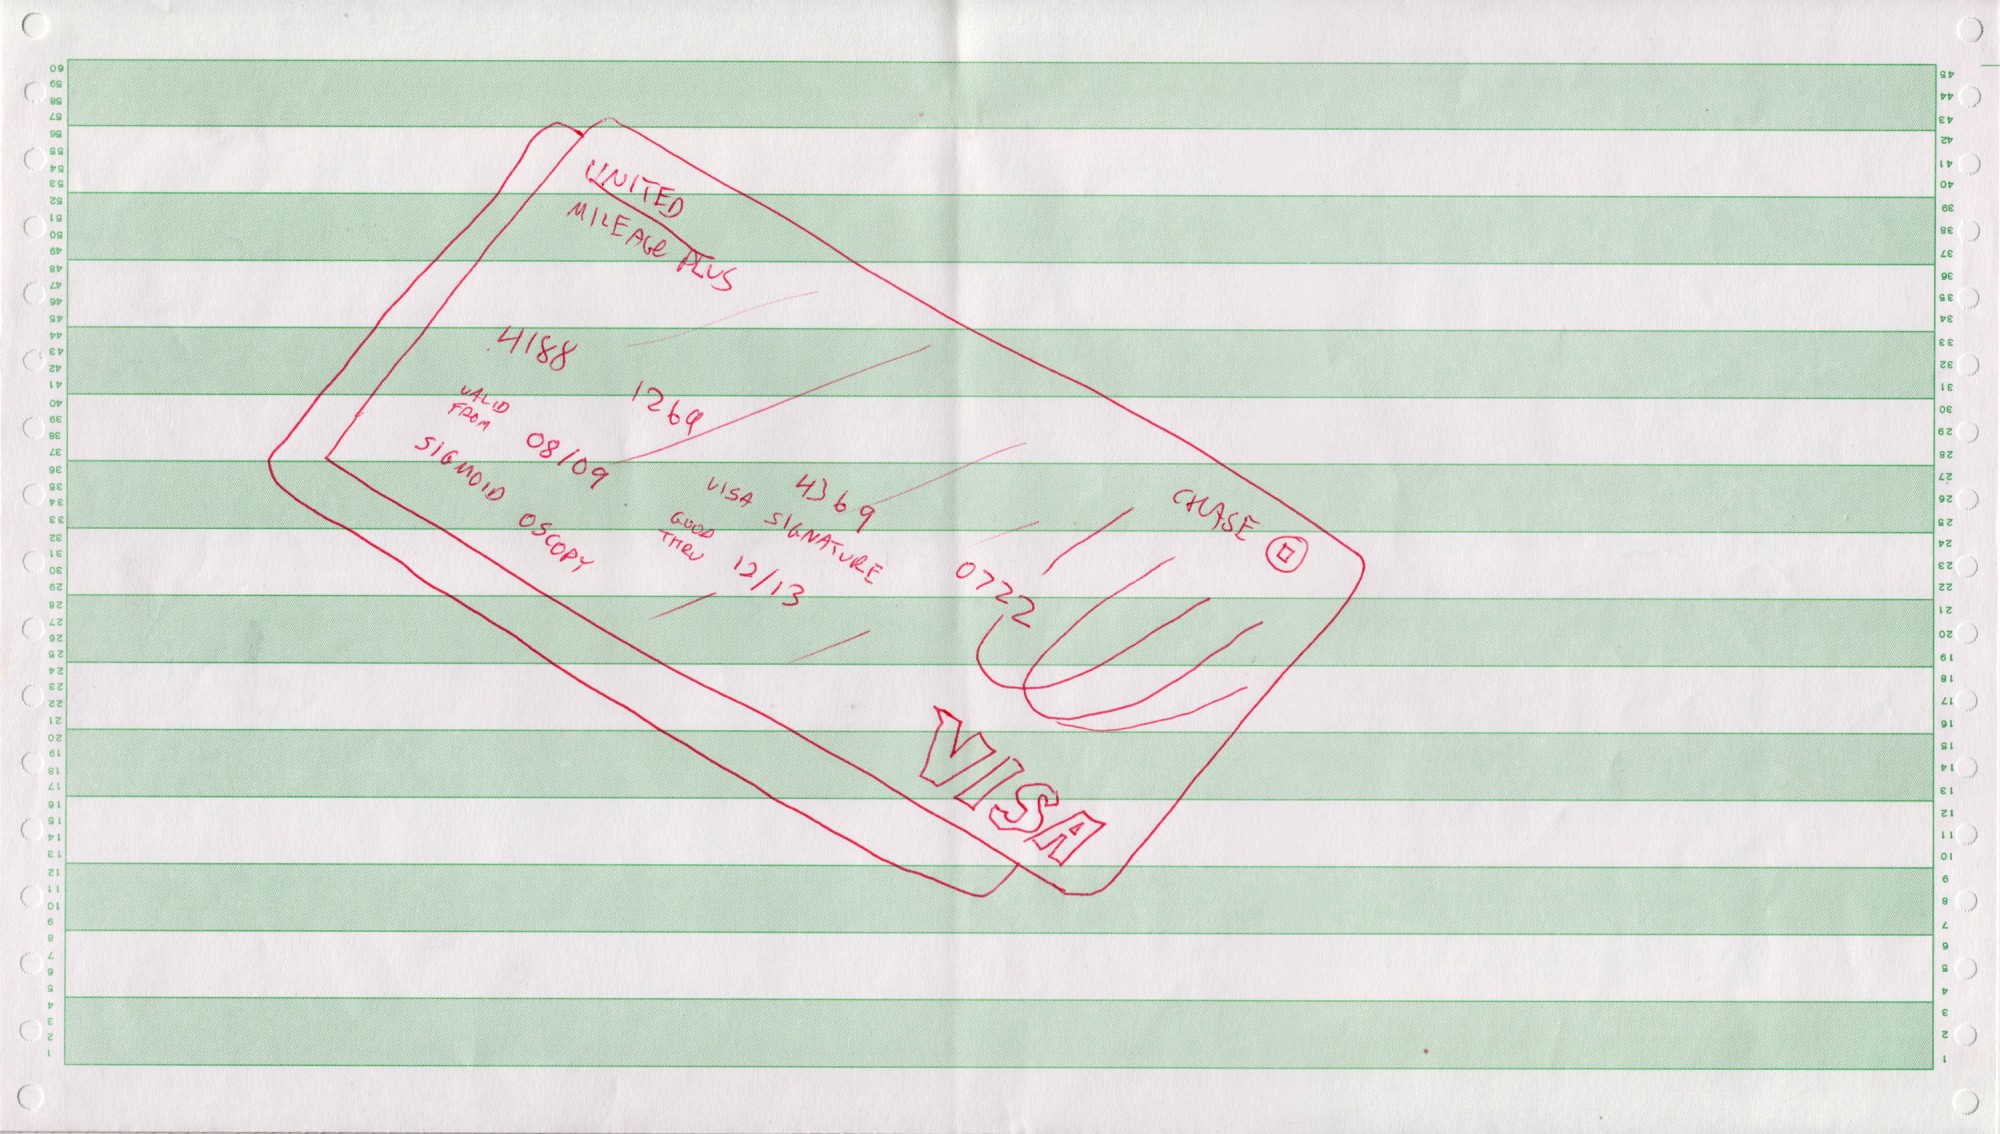 UNITED
MILEAGE PLUS
CHASE
4188 1269 4369 0722
VALID
FROM 08/09
VISA SIGNATURE
GOOD
THRU 12/13
SIGMOID OSCOPY
VISA